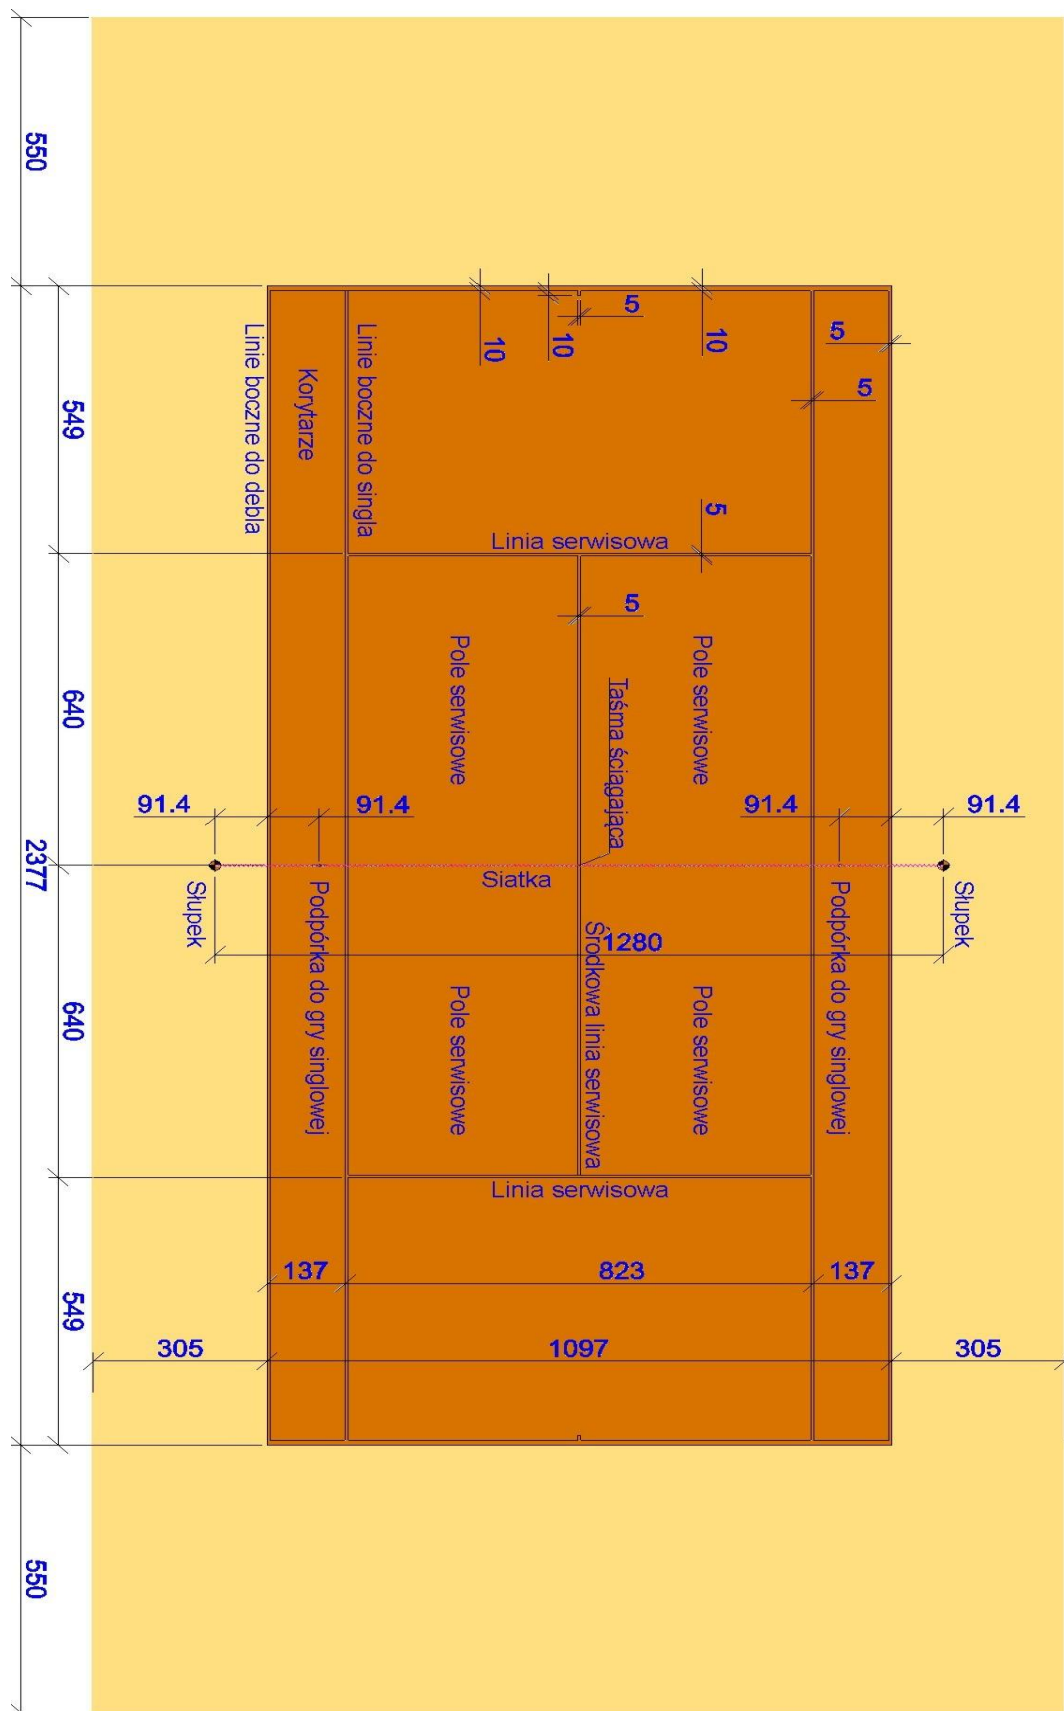 550
10
10
5
10
5
5
Linie boczne do debla
Korytarze
Linie boczne do singla
549
5
Linia serwisowa
5
Pole serwisowe
Taśma ściągająca
Pole serwisowe
640
91.4
91.4
91.4
91.4
2377
Siatka
Słupek
Podpórka do gry singlowej
Środkowa linia serwisowa
1280
Podpórka do gry singlowej
Słupek
640
Pole serwisowe
Pole serwisowe
Linia serwisowa
137
823
137
549
305
1097
305
550